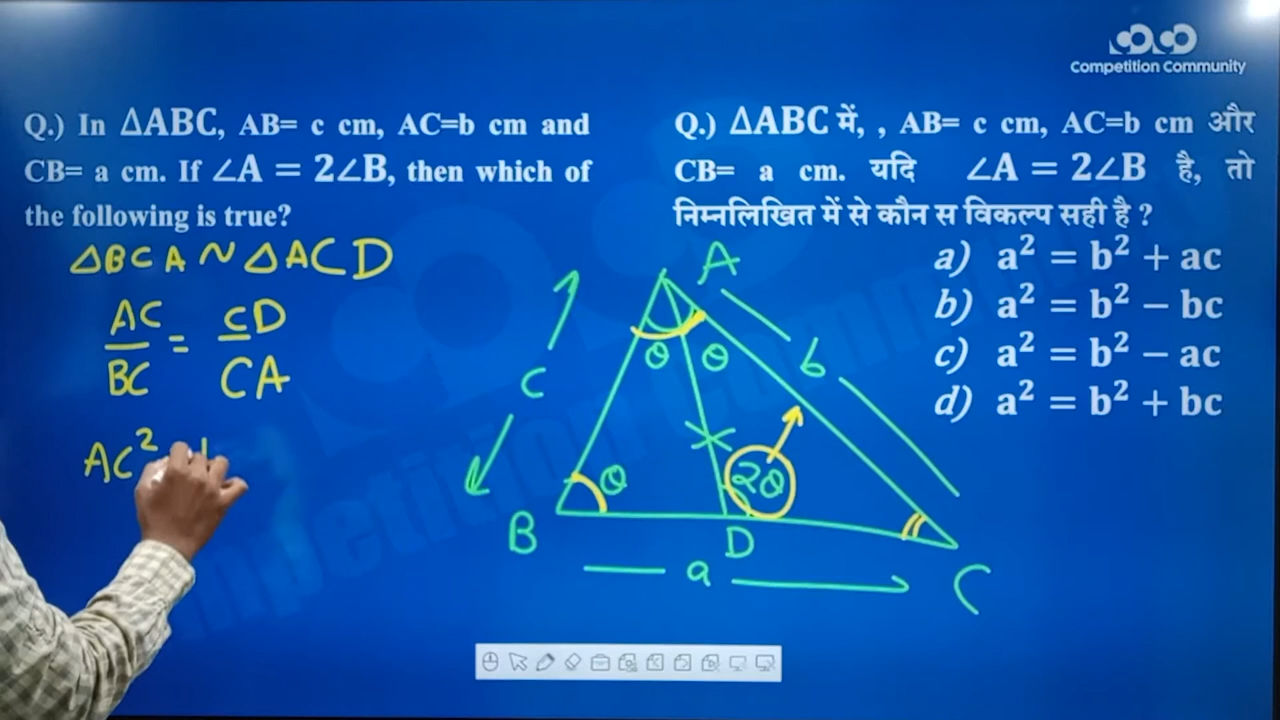 Competition Community
Q.) In ΔABC, AB= c cm, AC=b cm and
CB= a cm. If ∠A = 2∠B, then which of
the following is true?
Q.) ΔABC में, , AB= c cm, AC=b cm और
CB= a cm. यदि ∠A = 2∠B है, तो
निम्नलिखित में से कौन स विकल्प सही है ?
a) a² = b² + ac
b) a² = b² − bc
c) a² = b² − ac
d) a² = b² + bc
ΔBCA ~ ΔACD
AC/BC = CD/CA
AC²
A
θ θ
c
b
θ
2θ
B
D
C
a